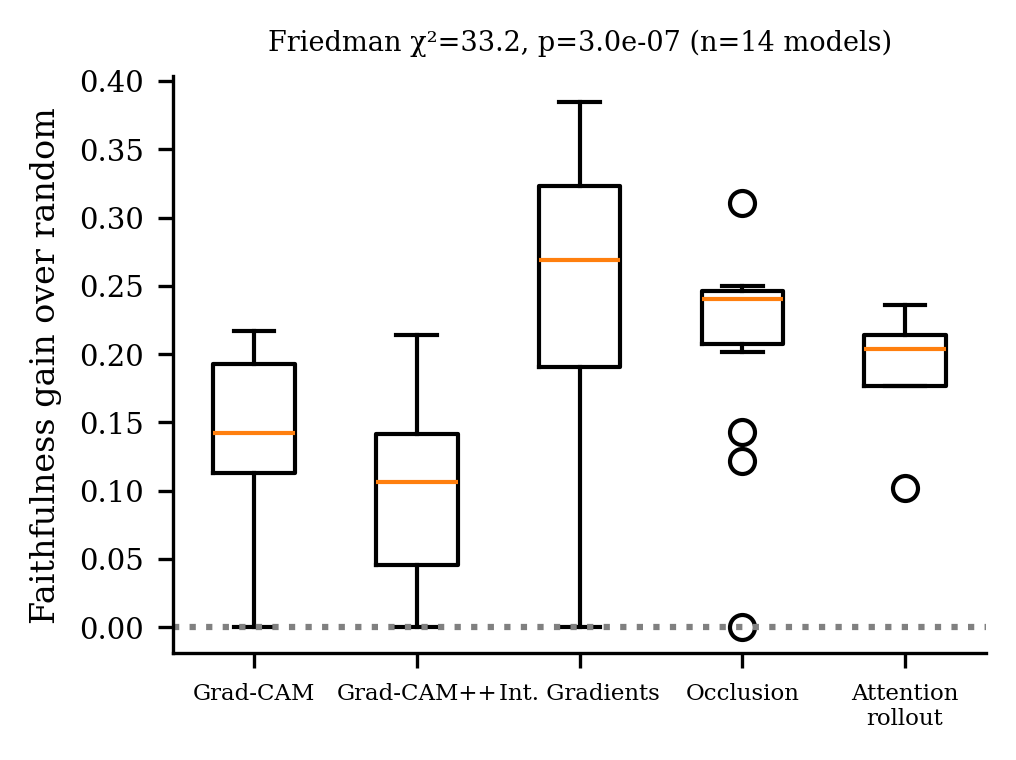 Friedman χ²=33.2, p=3.0e-07 (n=14 models)
Faithfulness gain over random
0.40
0.35
0.30
0.25
0.20
0.15
0.10
0.05
0.00
Grad-CAM
Grad-CAM++
Int. Gradients
Occlusion
Attention
rollout